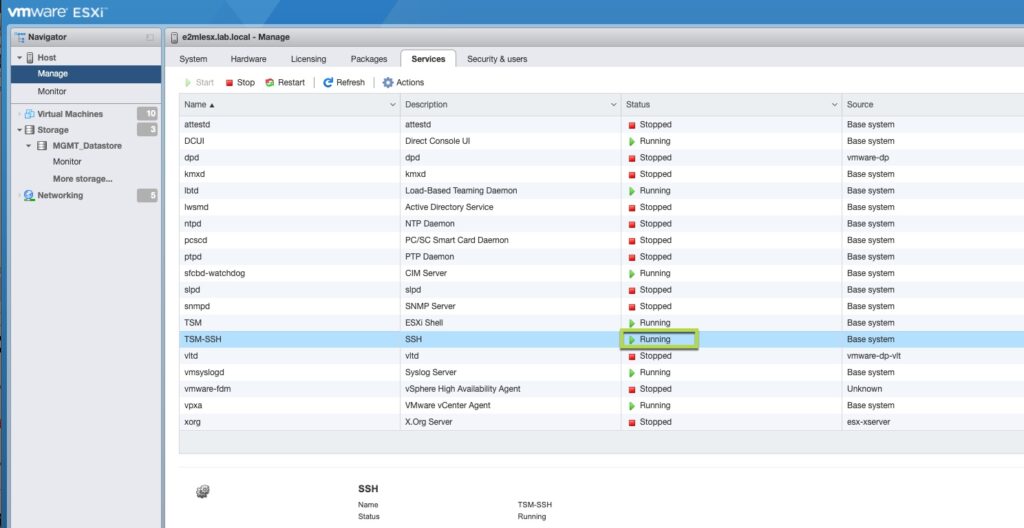 vmware ESXi
Navigator
e2mlesx.lab.local - Manage
Host
Manage
Monitor
Virtual Machines 10
Storage 3
MGMT_Datastore
Monitor
More storage...
Networking 5
System Hardware Licensing Packages Services Security & users
Start Stop Restart Refresh Actions
Name Description Status Source
attestd attestd Stopped Base system
DCUI Direct Console UI Running Base system
dpd dpd Stopped vmware-dp
kmxd kmxd Stopped Base system
lbtd Load-Based Teaming Daemon Running Base system
lwsmd Active Directory Service Stopped Base system
ntpd NTP Daemon Stopped Base system
pcscd PC/SC Smart Card Daemon Stopped Base system
ptpd PTP Daemon Stopped Base system
sfcbd-watchdog CIM Server Running Base system
slpd slpd Stopped Base system
snmpd SNMP Server Stopped Base system
TSM ESXi Shell Running Base system
TSM-SSH SSH Running Base system
vltd vltd Stopped vmware-dp-vlt
vmsyslogd Syslog Server Running Base system
vmware-fdm vSphere High Availability Agent Stopped Unknown
vpxa VMware vCenter Agent Running Base system
xorg X.Org Server Stopped esx-xserver
SSH
Name TSM-SSH
Status Running